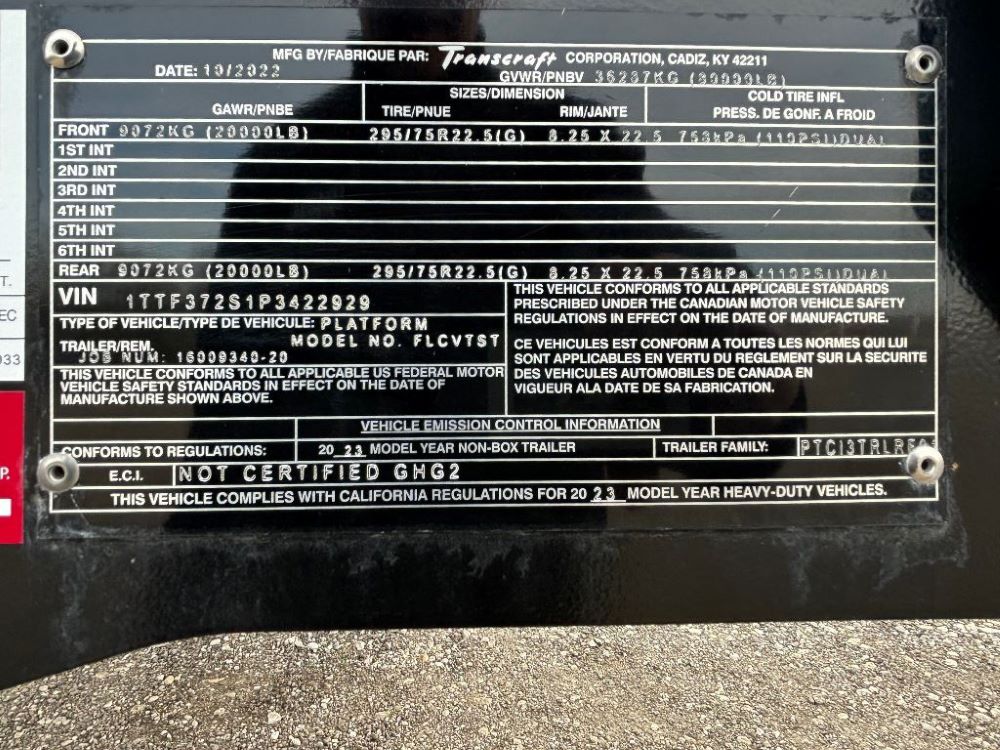 MFG BY/FABRIQUE PAR: Transcraft CORPORATION, CADIZ, KY 42211
DATE: 10/2022 GVWR/PNBV 36287KG (80000LB)
GAWR/PNBE SIZES/DIMENSION COLD TIRE INFL
TIRE/PNUE RIM/JANTE PRESS. DE GONF. A FROID
FRONT 9072KG (20000LB) 295/75R22.5(G) 8.25 X 22.5 758kPa (110PSI)DUAL
1ST INT
2ND INT
3RD INT
4TH INT
5TH INT
6TH INT
REAR 9072KG (20000LB) 295/75R22.5(G) 8.25 X 22.5 758kPa (110PSI)DUAL
VIN 1TTF372S1P3422929
TYPE OF VEHICLE/TYPE DE VEHICULE: PLATFORM
TRAILER/REM. MODEL NO. FLCVTST
JOB NUM: 16009340-20
THIS VEHICLE CONFORMS TO ALL APPLICABLE US FEDERAL MOTOR
VEHICLE SAFETY STANDARDS IN EFFECT ON THE DATE OF
MANUFACTURE SHOWN ABOVE.
THIS VEHICLE CONFORMS TO ALL APPLICABLE STANDARDS
PRESCRIBED UNDER THE CANADIAN MOTOR VEHICLE SAFETY
REGULATIONS IN EFFECT ON THE DATE OF MANUFACTURE.
CE VEHICULES EST CONFORM A TOUTES LES NORMES QUI LUI
SONT APPLICABLES EN VERTU DU REGLEMENT SUR LA SECURITE
DES VEHICULES AUTOMOBILES DE CANADA EN
VIGUEUR ALA DATE DE SA FABRICATION.
VEHICLE EMISSION CONTROL INFORMATION
CONFORMS TO REGULATIONS: 20 23 MODEL YEAR NON-BOX TRAILER TRAILER FAMILY:
E.C.I. NOT CERTIFIED GHG2
THIS VEHICLE COMPLIES WITH CALIFORNIA REGULATIONS FOR 20 23 MODEL YEAR HEAVY-DUTY VEHICLES.
T.
EC
033
P.